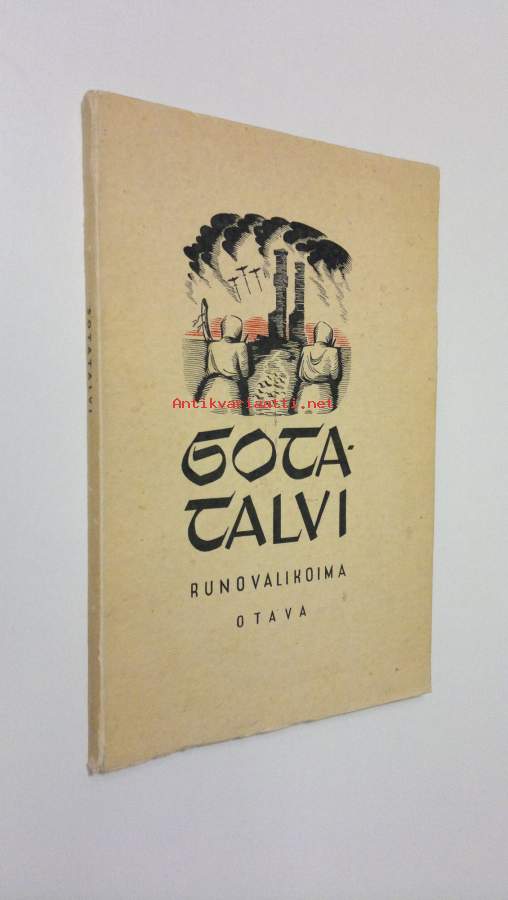 SOTATALVI
Antikvariaatti.net
SOTA-
TALVI
RUNOVALIKOIMA
OTAVA